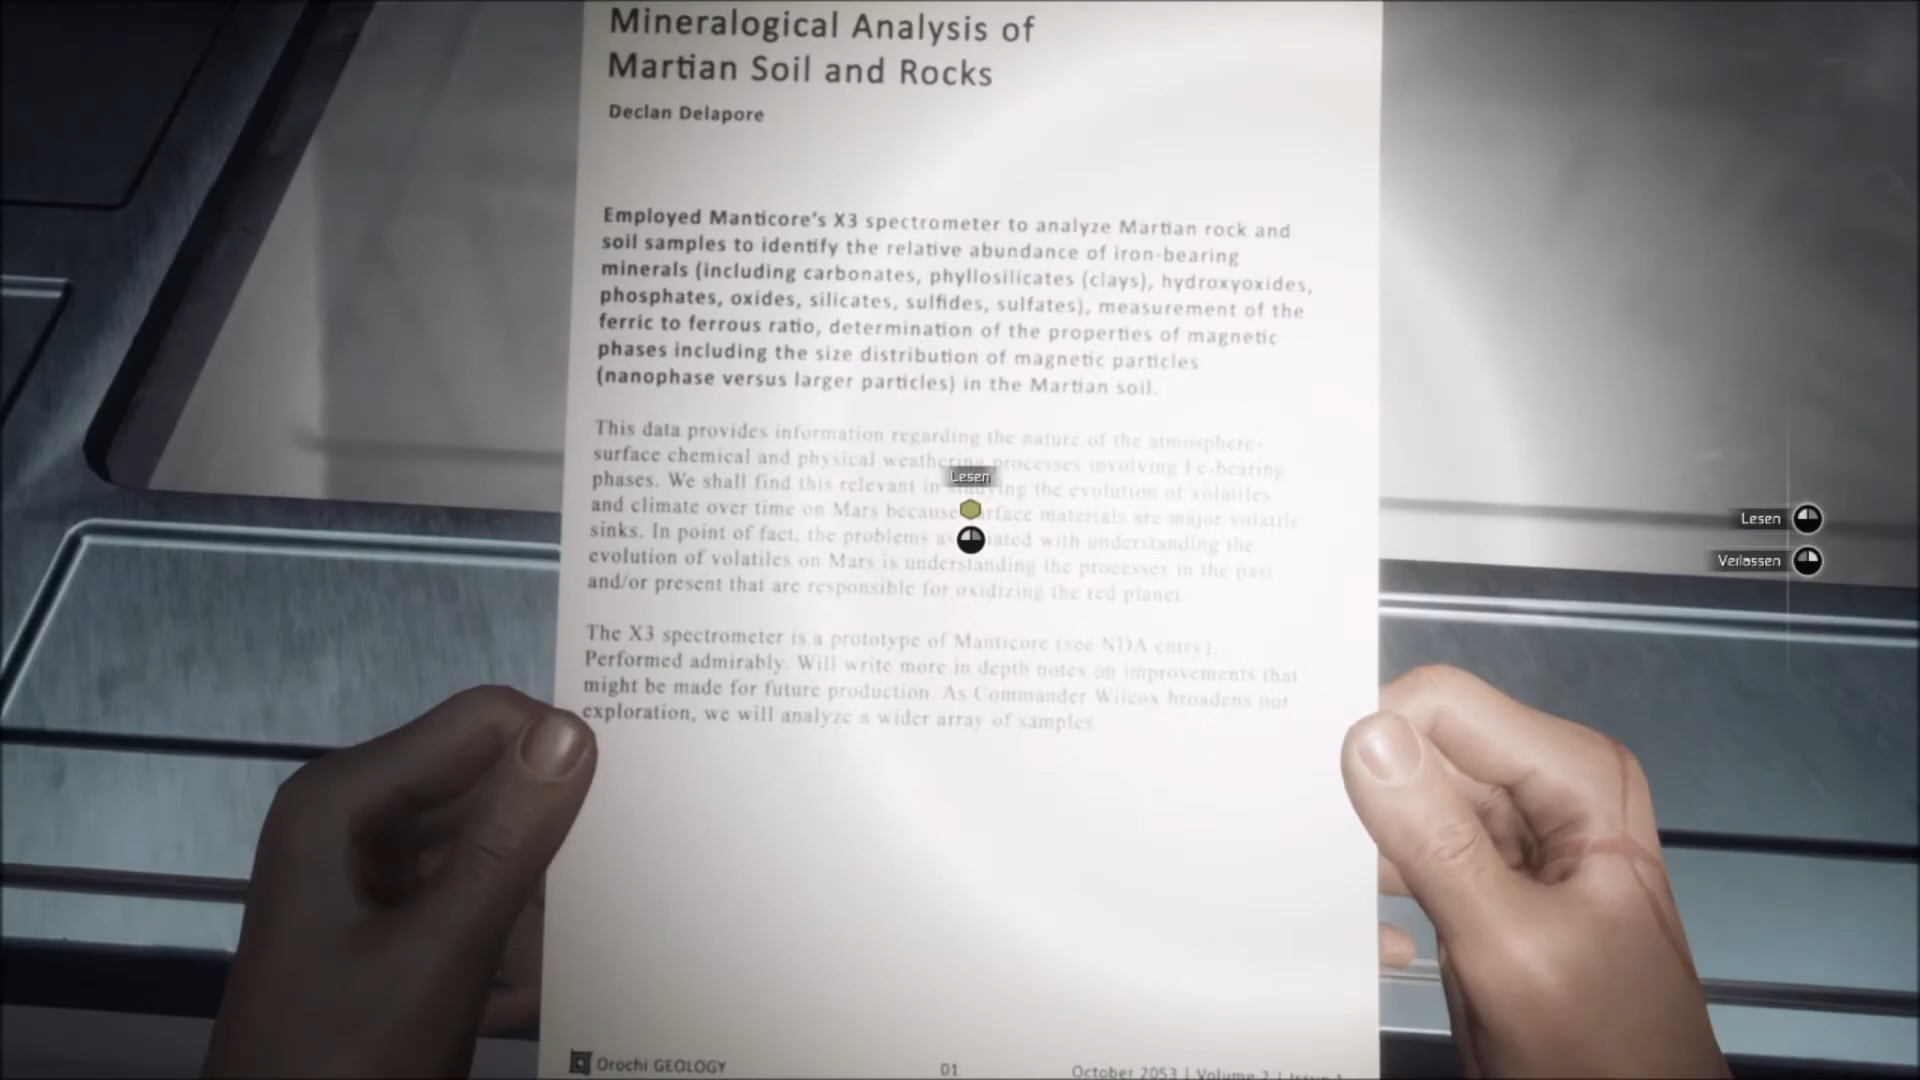 Mineralogical Analysis of
Martian Soil and Rocks
Declan Delapore
Employed Manticore's X3 spectrometer to analyze Martian rock and
soil samples to identify the relative abundance of iron-bearing
minerals (including carbonates, phyllosilicates (clays), hydroxyoxides,
phosphates, oxides, silicates, sulfides, sulfates), measurement of the
ferric to ferrous ratio, determination of the properties of magnetic
phases including the size distribution of magnetic particles
(nanophase versus larger particles) in the Martian soil.
This data provides information regarding the nature of the atmosphere-
surface chemical and physical weathering processes involving Fe-bearing
phases. We shall find this relevant in studying the evolution of volatiles
and climate over time on Mars because surface materials are major volatile
sinks. In point of fact, the problems associated with understanding the
evolution of volatiles on Mars is understanding the processes in the past
and/or present that are responsible for oxidizing the red planet.
The X3 spectrometer is a prototype of Manticore (see NDA entry).
Performed admirably. Will write more in depth notes on improvements that
might be made for future production. As Commander Wilcox broadens our
exploration, we will analyze a wider array of samples.
Orochi GEOLOGY
01
October 2053 | Volume 2 | Issue 1
Lesen
Lesen
Verlassen